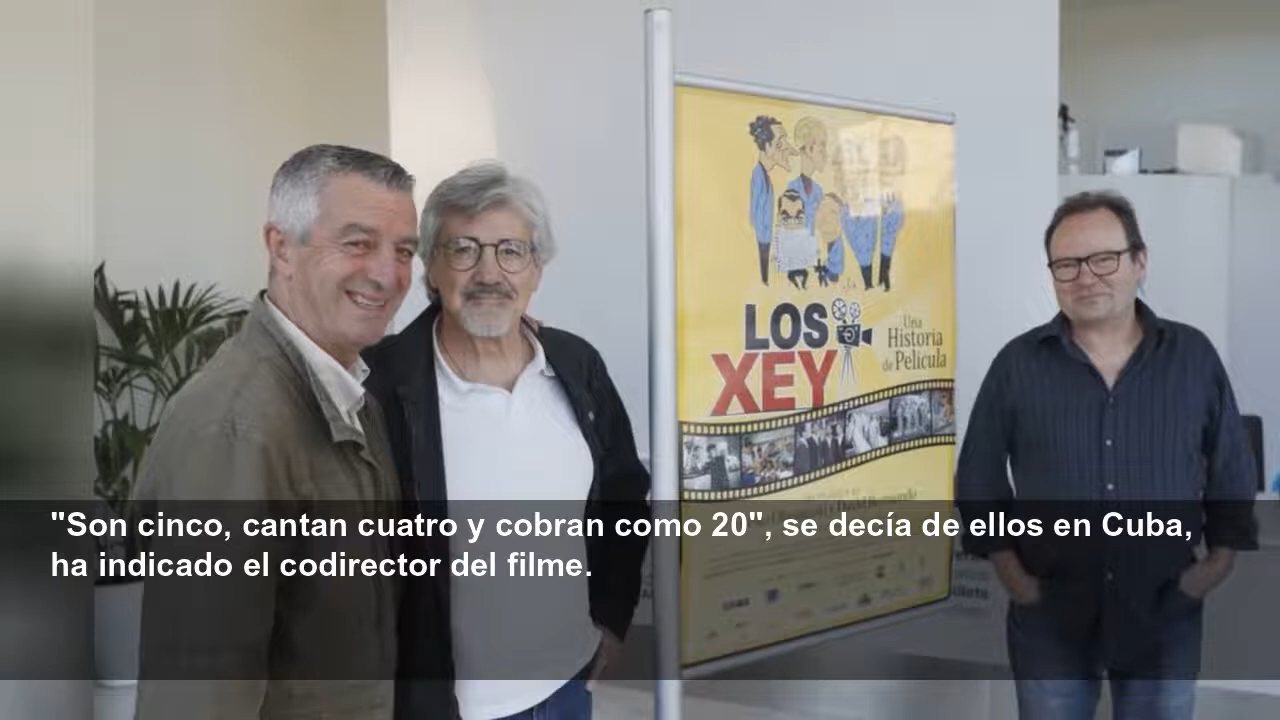 LOS
XEY
Una
Historia
de Película
"Son cinco, cantan cuatro y cobran como 20", se decía de ellos en Cuba,
ha indicado el codirector del filme.